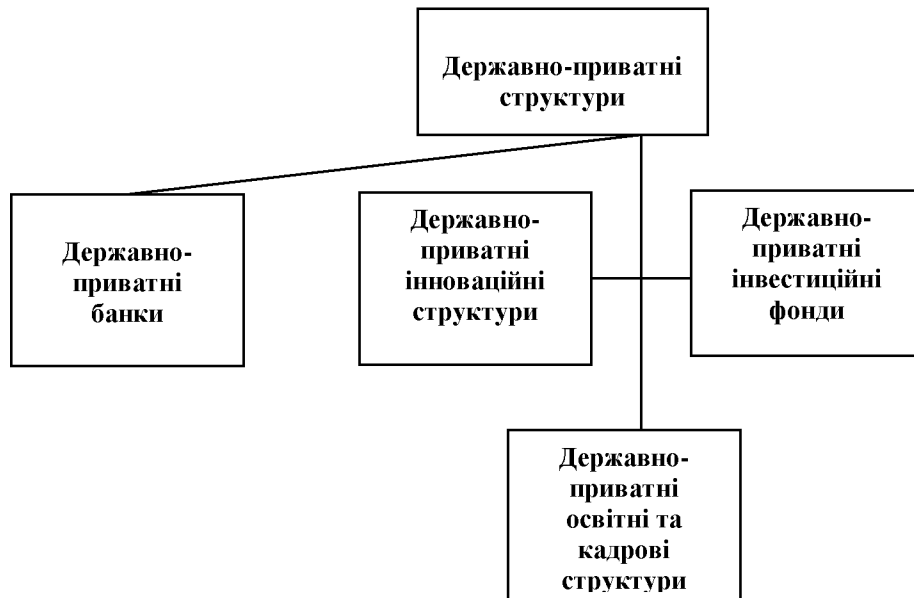 Державно-приватні
структури
Державно-
приватні
банки
Державно-
приватні
інноваційні
структури
Державно-
приватні
інвестиційні
фонди
Державно-
приватні
освітні та
кадрові
структури